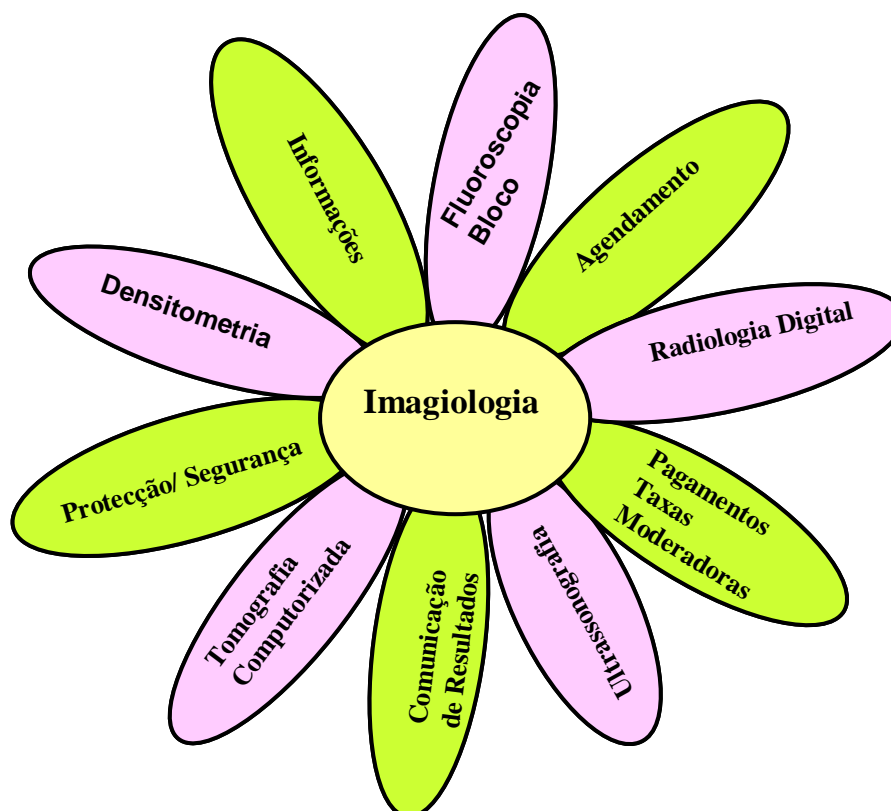 Imagiologia
Fluoroscopia
Bloco
Agendamento
Radiologia Digital
Pagamentos
Taxas
Moderadoras
Ultrassonografia
Comunicação
de Resultados
Tomografia
Computorizada
Protecção/ Segurança
Densitometria
Informações